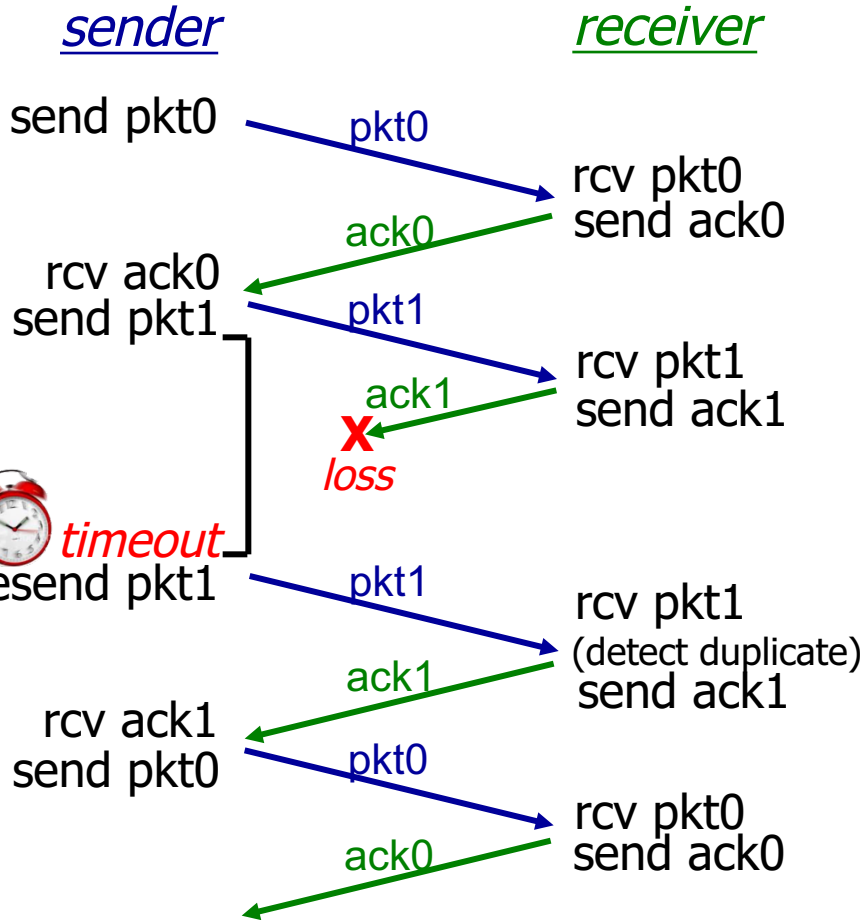 sender
receiver
send pkt0
pkt0
rcv pkt0
send ack0
ack0
rcv ack0
send pkt1
pkt1
rcv pkt1
send ack1
ack1
X
loss
timeout
esend pkt1
pkt1
rcv pkt1
(detect duplicate)
send ack1
ack1
rcv ack1
send pkt0
pkt0
rcv pkt0
send ack0
ack0